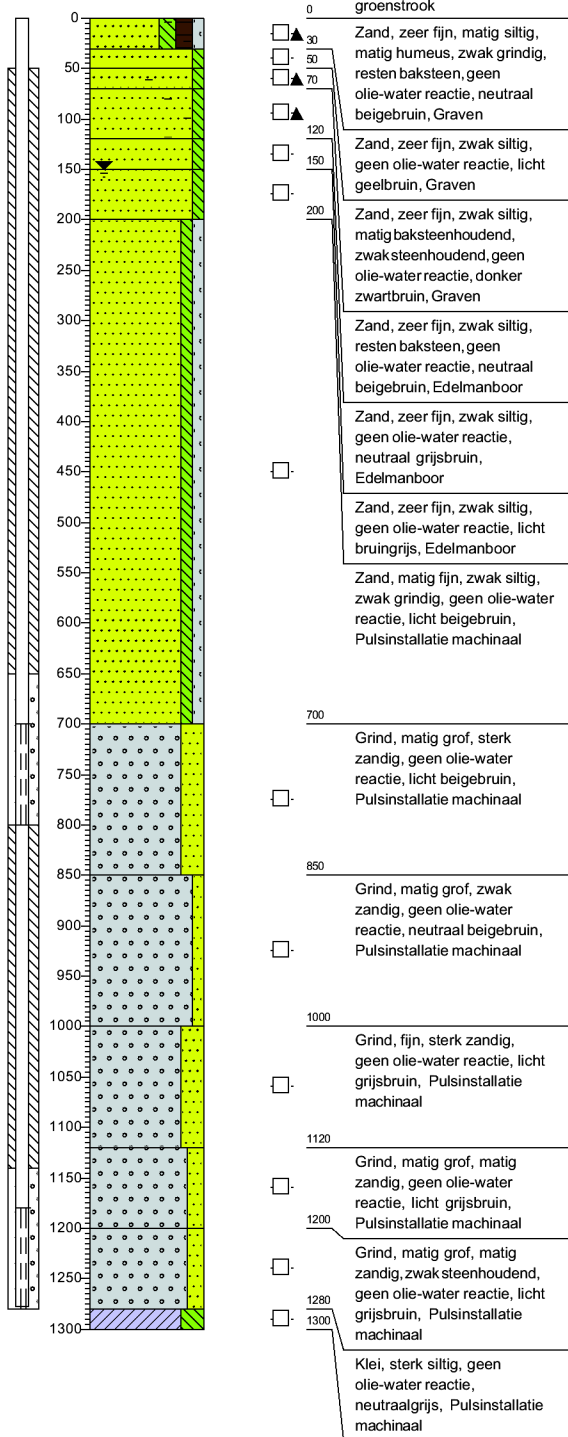 groenstrook
0
Zand, zeer fijn, matig siltig,
matig humeus, zwak grindig,
resten baksteen, geen
olie-water reactie, neutraal
beigebruin, Graven
30
Zand, zeer fijn, zwak siltig,
geen olie-water reactie, licht
geelbruin, Graven
50
Zand, zeer fijn, zwak siltig,
matig baksteenhoudend,
zwak steenhoudend, geen
olie-water reactie, donker
zwartbruin, Graven
70
Zand, zeer fijn, zwak siltig,
resten baksteen, geen
olie-water reactie, neutraal
beigebruin, Edelmanboor
120
Zand, zeer fijn, zwak siltig,
geen olie-water reactie,
neutraal grijsbruin,
Edelmanboor
150
Zand, zeer fijn, zwak siltig,
geen olie-water reactie, licht
bruingrijs, Edelmanboor
200
Zand, matig fijn, zwak siltig,
zwak grindig, geen olie-water
reactie, licht beigebruin,
Pulsinstallatie machinaal
700
Grind, matig grof, sterk
zandig, geen olie-water
reactie, licht beigebruin,
Pulsinstallatie machinaal
850
Grind, matig grof, zwak
zandig, geen olie-water
reactie, neutraal beigebruin,
Pulsinstallatie machinaal
1000
Grind, fijn, sterk zandig,
geen olie-water reactie, licht
grijsbruin, Pulsinstallatie
machinaal
1120
Grind, matig grof, matig
zandig, geen olie-water
reactie, licht grijsbruin,
Pulsinstallatie machinaal
1200
Grind, matig grof, matig
zandig, zwak steenhoudend,
geen olie-water reactie, licht
grijsbruin, Pulsinstallatie
machinaal
1280
1300
Klei, sterk siltig, geen
olie-water reactie,
neutraalgrijs, Pulsinstallatie
machinaal
0
50
100
150
200
250
300
350
400
450
500
550
600
650
700
750
800
850
900
950
1000
1050
1100
1150
1200
1250
1300